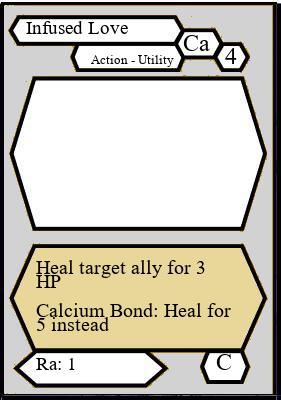 Infused Love
Ca
4
Action - Utility
Heal target ally for 3
HP
Calcium Bond: Heal for
5 instead
Ra: 1
C